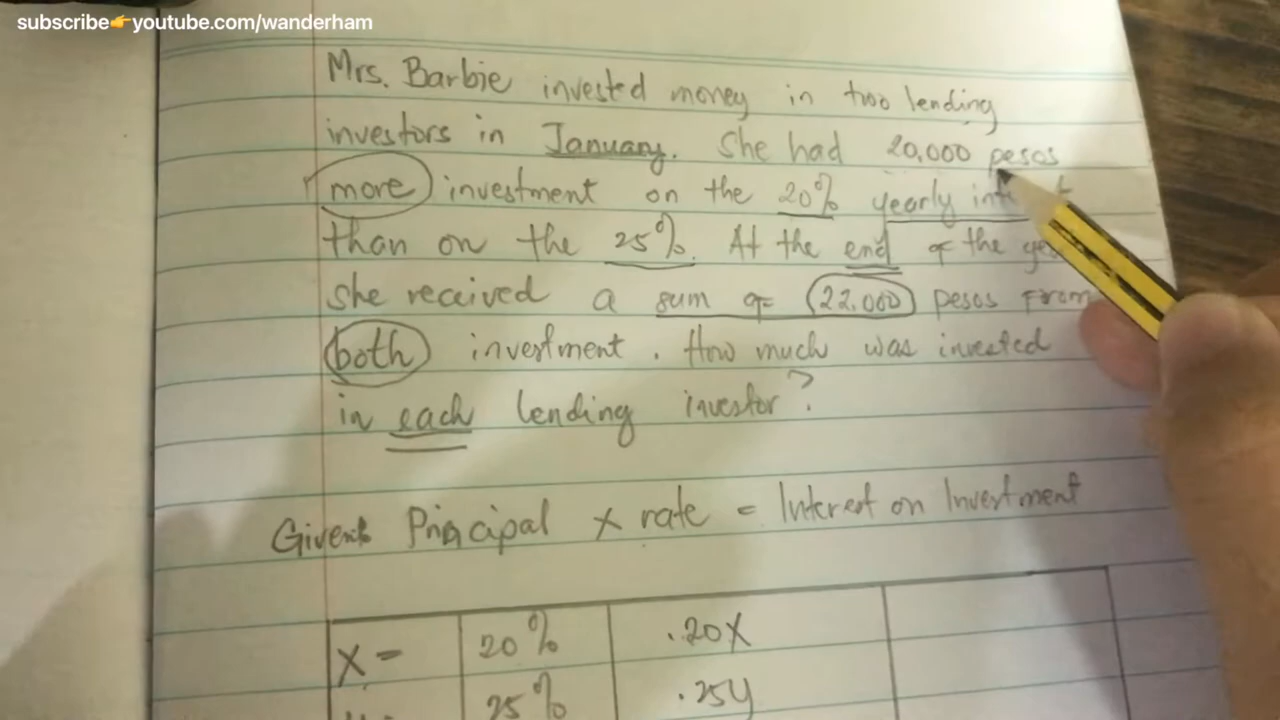 subscribe👉youtube.com/wanderham
Mrs. Barbie invested money in two lending
investors in January. She had 20,000 pesos
more investment on the 20% yearly
than on the 25%. At the end of the
she received a sum of 22,000 pesos from
both investment. How much was invested
in each lending investor?
Given Principal x rate = Interest on Investment
X = 20% .20X
25% .25y